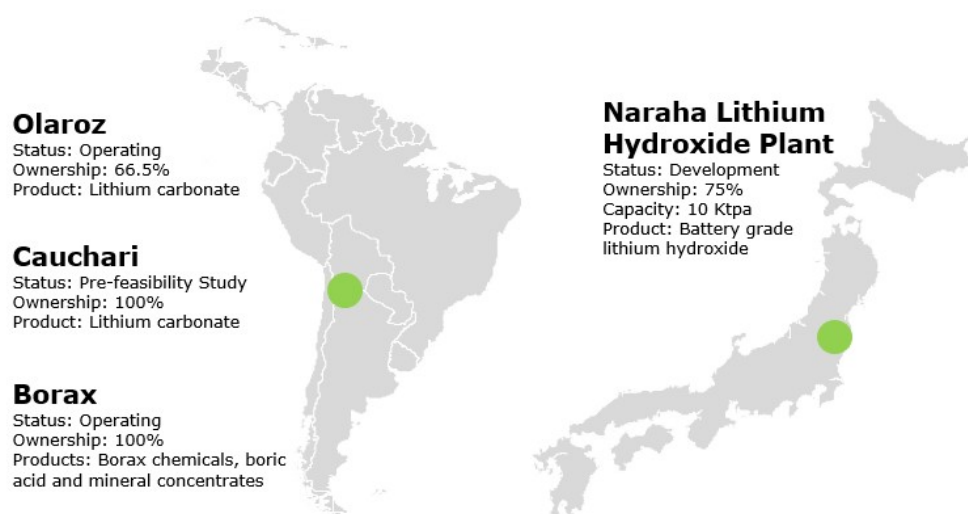 Olaroz
Status: Operating
Ownership: 66.5%
Product: Lithium carbonate
Cauchari
Status: Pre-feasibility Study
Ownership: 100%
Product: Lithium carbonate
Borax
Status: Operating
Ownership: 100%
Products: Borax chemicals, boric
acid and mineral concentrates
Naraha Lithium
Hydroxide Plant
Status: Development
Ownership: 75%
Capacity: 10 Ktpa
Product: Battery grade
lithium hydroxide